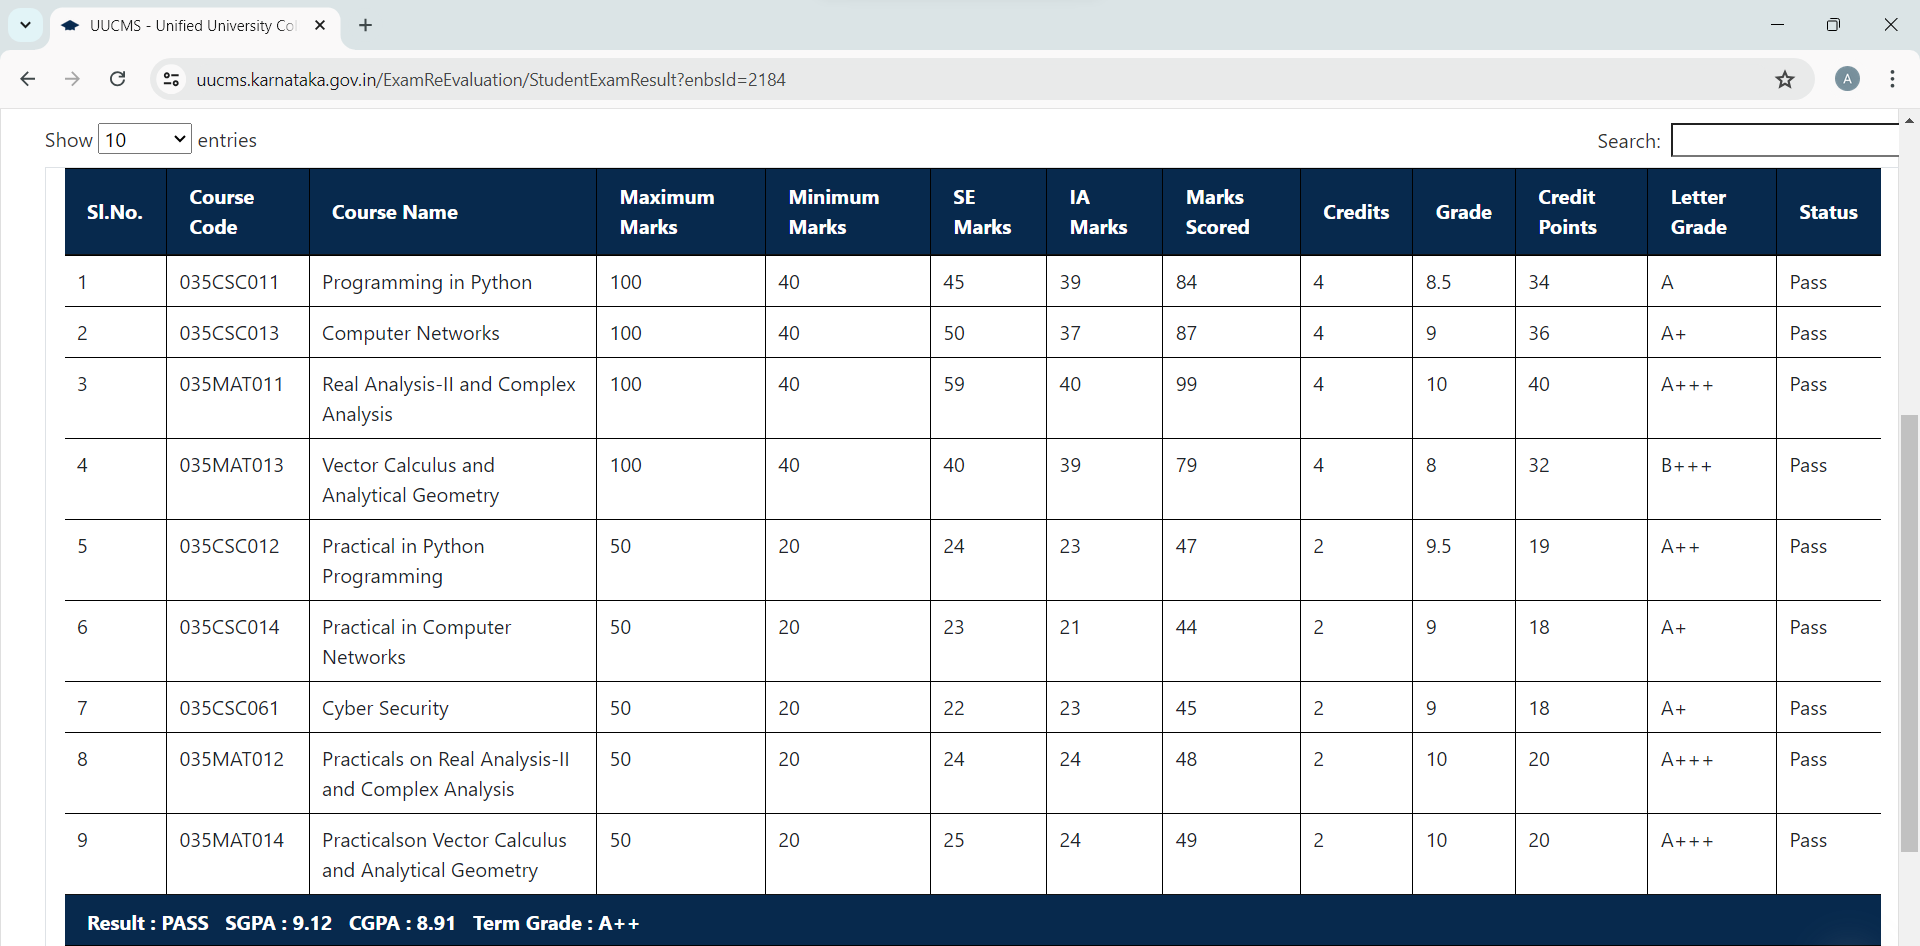 UUCMS - Unified University Col
uucms.karnataka.gov.in/ExamReEvaluation/StudentExamResult?enbsId=2184
A
Show 10 entries
Search:
Sl.No. Course Code Course Name Maximum Marks Minimum Marks SE Marks IA Marks Marks Scored Credits Grade Credit Points Letter Grade Status
1 035CSC011 Programming in Python 100 40 45 39 84 4 8.5 34 A Pass
2 035CSC013 Computer Networks 100 40 50 37 87 4 9 36 A+ Pass
3 035MAT011 Real Analysis-II and Complex Analysis 100 40 59 40 99 4 10 40 A+++ Pass
4 035MAT013 Vector Calculus and Analytical Geometry 100 40 40 39 79 4 8 32 B+++ Pass
5 035CSC012 Practical in Python Programming 50 20 24 23 47 2 9.5 19 A++ Pass
6 035CSC014 Practical in Computer Networks 50 20 23 21 44 2 9 18 A+ Pass
7 035CSC061 Cyber Security 50 20 22 23 45 2 9 18 A+ Pass
8 035MAT012 Practicals on Real Analysis-II and Complex Analysis 50 20 24 24 48 2 10 20 A+++ Pass
9 035MAT014 Practicalson Vector Calculus and Analytical Geometry 50 20 25 24 49 2 10 20 A+++ Pass
Result : PASS SGPA : 9.12 CGPA : 8.91 Term Grade : A++